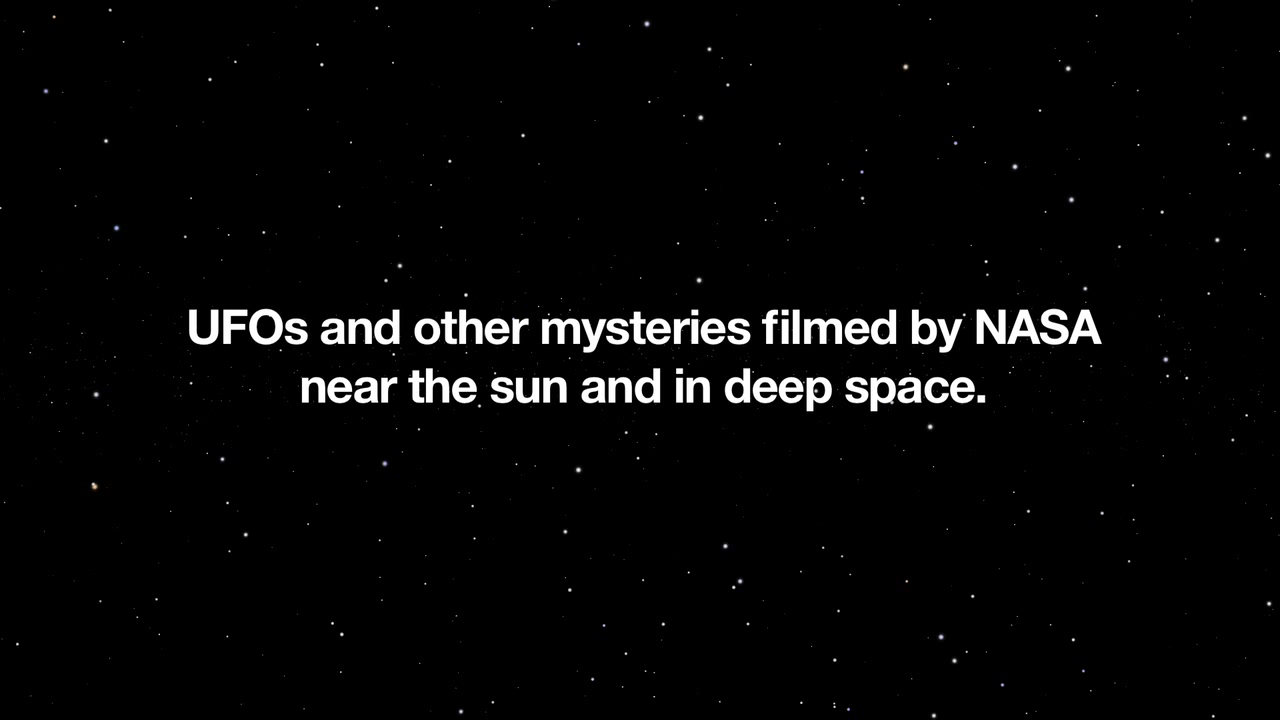 UFOs and other mysteries filmed by NASA
near the sun and in deep space.